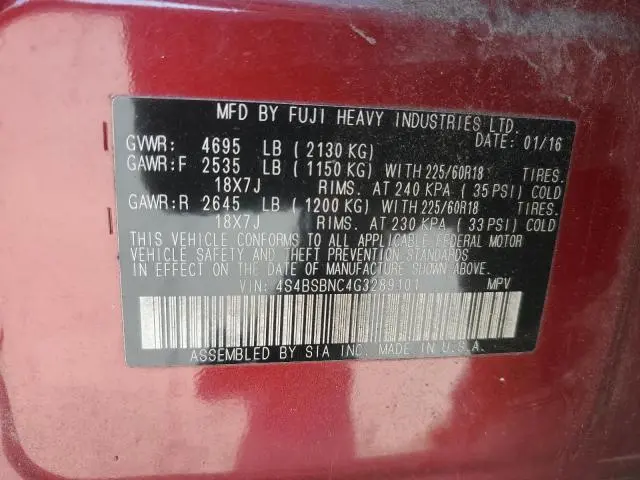 MFD BY FUJI HEAVY INDUSTRIES LTD.
DATE: 01/16
GVWR: 4695 LB (2130 KG)
GAWR:F 2535 LB (1150 KG) WITH 225/60R18 TIRES.
18X7J RIMS. AT 240 KPA (35 PSI) COLD
GAWR:R 2645 LB (1200 KG) WITH 225/60R18 TIRES.
18X7J RIMS. AT 230 KPA (33 PSI) COLD
THIS VEHICLE CONFORMS TO ALL APPLICABLE FEDERAL MOTOR
VEHICLE SAFETY AND THEFT PREVENTION STANDARDS
IN EFFECT ON THE DATE OF MANUFACTURE SHOWN ABOVE.
VIN: 4S4BSBNC4G3289101 MPV
ASSEMBLED BY SIA INC. MADE IN U.S.A.